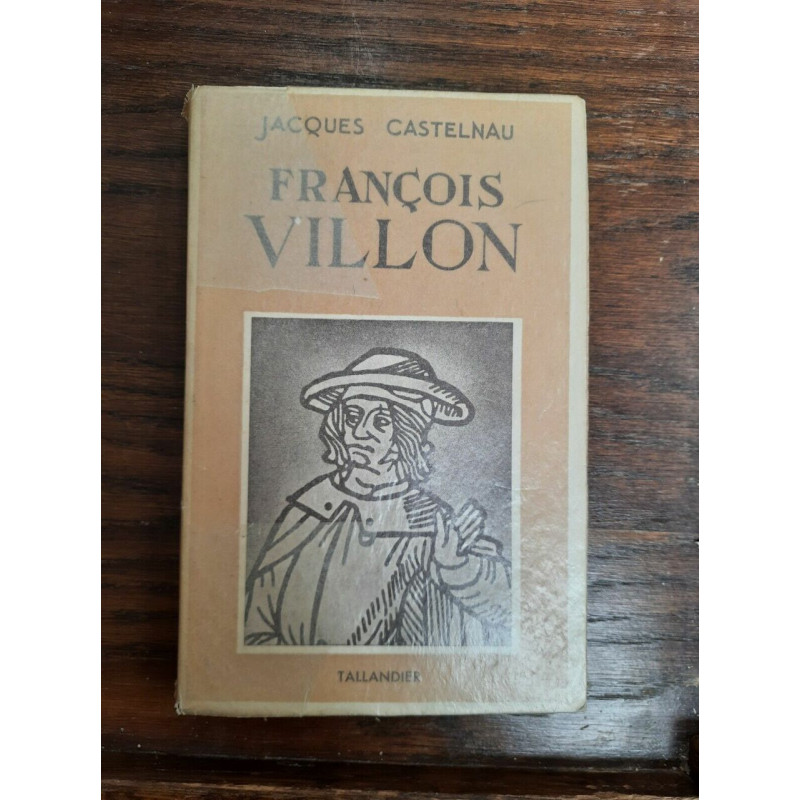 JACQUES CASTELNAU
FRANÇOIS
VILLON
TALLANDIER